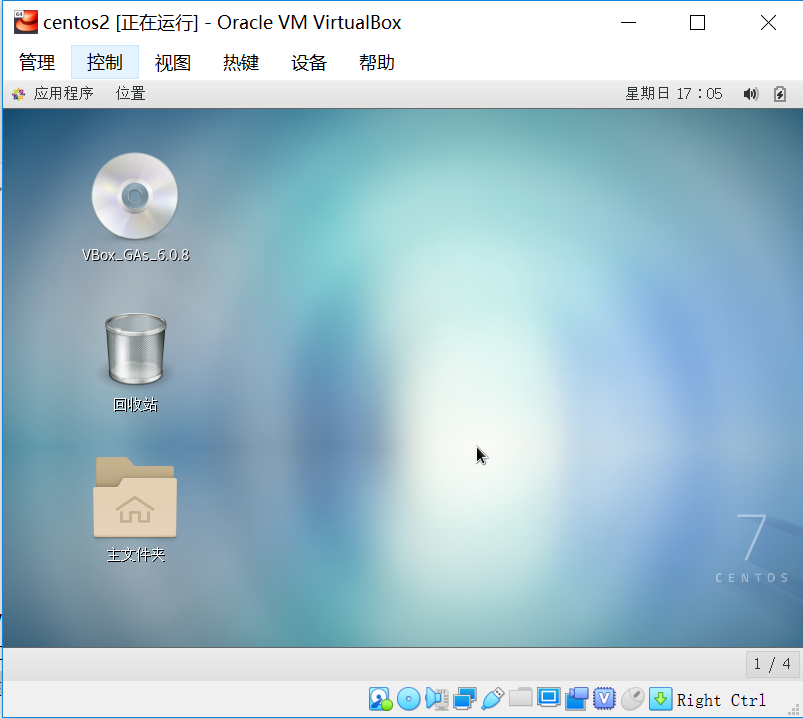 centos2 [正在运行] - Oracle VM VirtualBox
管理 控制 视图 热键 设备 帮助
应用程序 位置 星期日 17：05
VBox_GAs_6.0.8
回收站
主文件夹
7
CENTOS
1 / 4
Right Ctrl